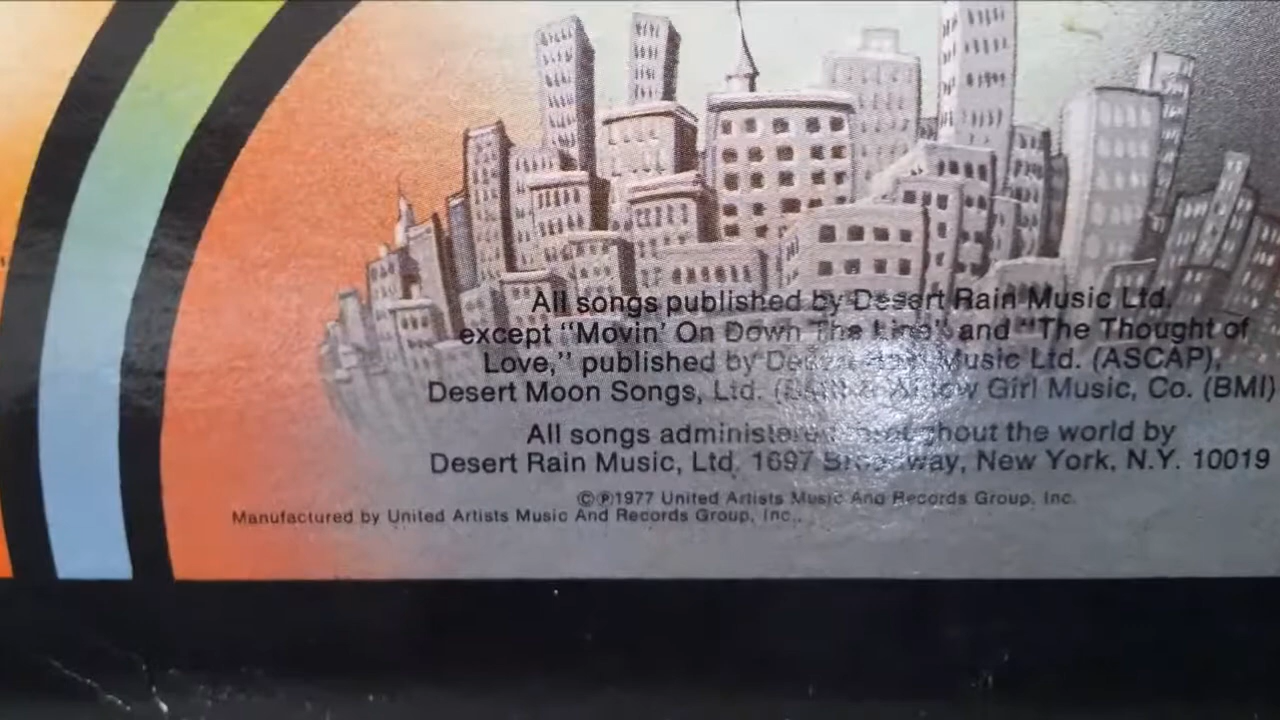 All songs published by Desert Rain Music Ltd.
except "Movin' On Down The Line" and "The Thought of
Love," published by Desert Music Ltd. (ASCAP),
Desert Moon Songs, Ltd. (BMI) & Girl Music, Co. (BMI)
All songs administered throughout the world by
Desert Rain Music, Ltd. 1697 Broadway, New York, N.Y. 10019
©℗1977 United Artists Music And Records Group, Inc.
Manufactured by United Artists Music And Records Group, Inc..